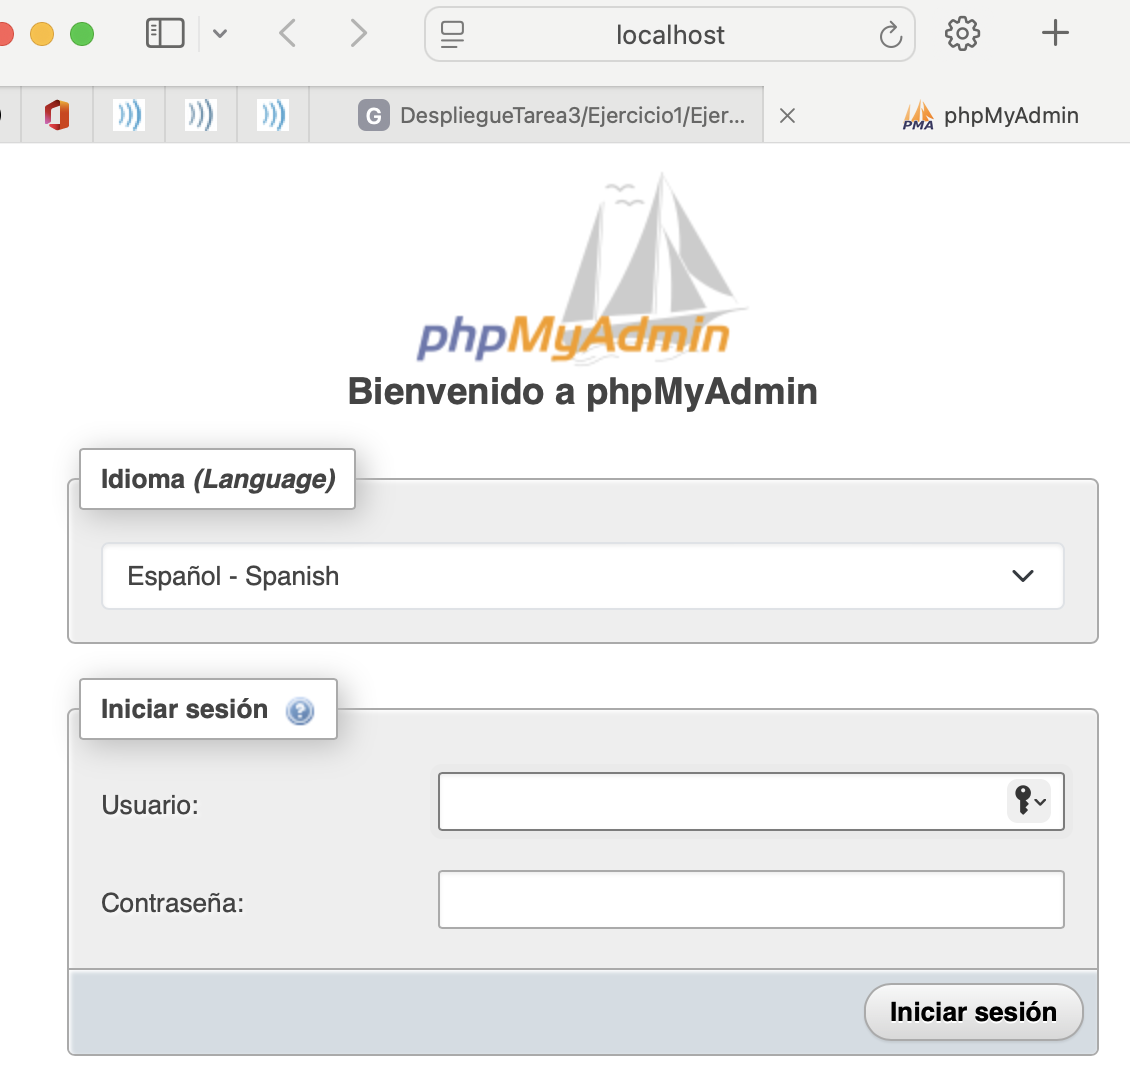 localhost
G DespliegueTarea3/Ejercicio1/Ejer...
PMA phpMyAdmin
phpMyAdmin
Bienvenido a phpMyAdmin
Idioma (Language)
Español - Spanish
Iniciar sesión ?
Usuario:
Contraseña:
Iniciar sesión